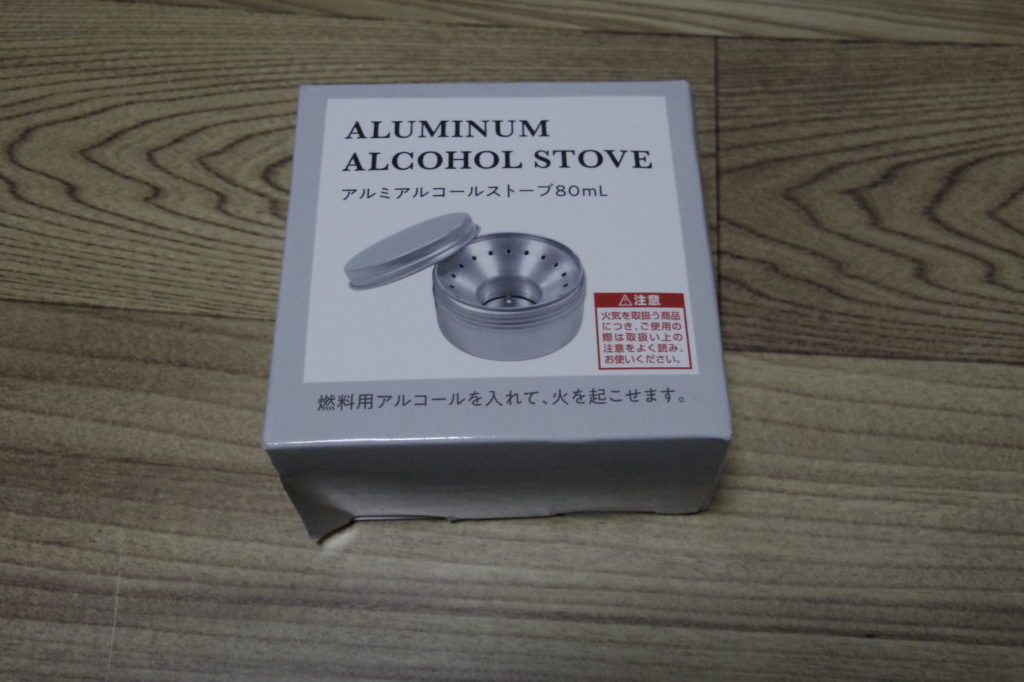 ALUMINUM
ALCOHOL STOVE
アルミアルコールストーブ80mL
注意
火気を取扱う商品
につき、ご使用の
際は取扱い上の
注意をよく読み、
お使いください。
燃料用アルコールを入れて、火を起こせます。